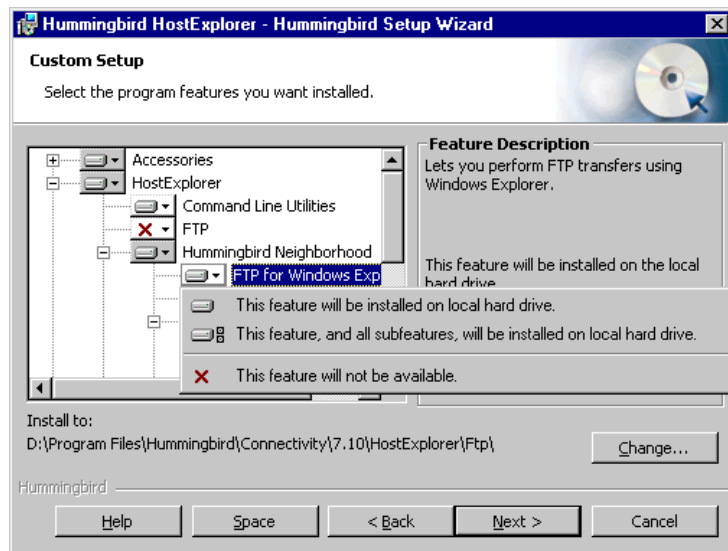 Hummingbird HostExplorer - Hummingbird Setup Wizard
Custom Setup
Select the program features you want installed.
Accessories
HostExplorer
Command Line Utilities
FTP
Hummingbird Neighborhood
FTP for Windows Exp
Feature Description
Lets you perform FTP transfers using
Windows Explorer.
This feature will be installed on the local
hard drive
This feature will be installed on local hard drive.
This feature, and all subfeatures, will be installed on local hard drive.
This feature will not be available.
Install to:
D:\Program Files\Hummingbird\Connectivity\7.10\HostExplorer\Ftp\
Change...
Hummingbird
Help
Space
< Back
Next >
Cancel